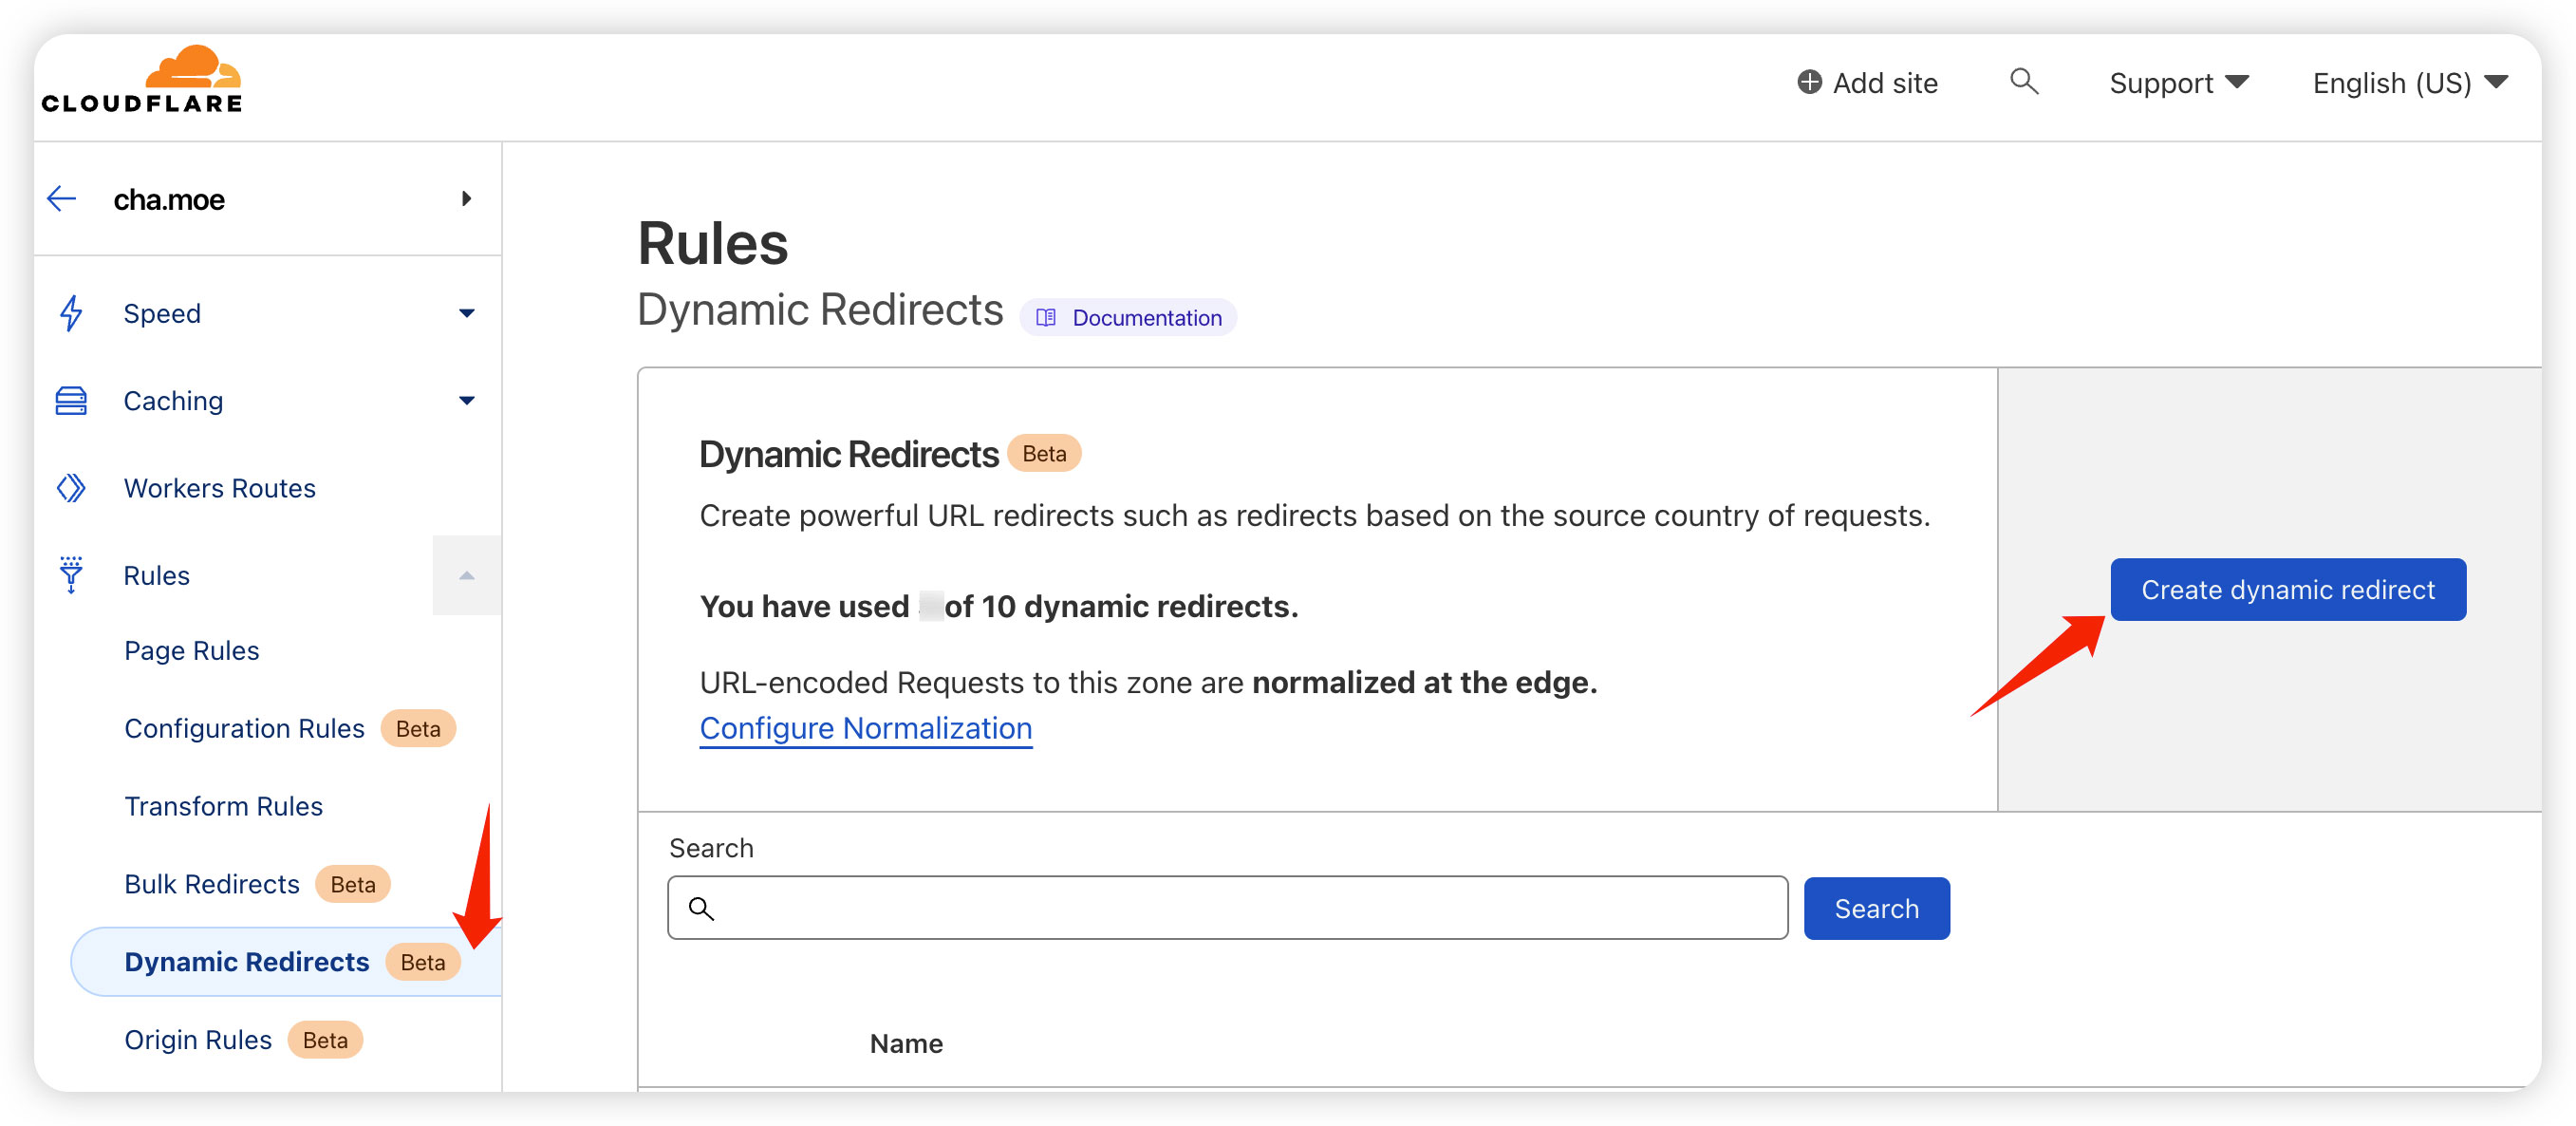 CLOUDFLARE
Add site
Support
English (US)
cha.moe
Speed
Caching
Workers Routes
Rules
Page Rules
Configuration Rules Beta
Transform Rules
Bulk Redirects Beta
Dynamic Redirects Beta
Origin Rules Beta
Rules
Dynamic Redirects Documentation
Dynamic Redirects Beta
Create powerful URL redirects such as redirects based on the source country of requests.
You have used of 10 dynamic redirects.
URL-encoded Requests to this zone are normalized at the edge.
Configure Normalization
Create dynamic redirect
Search
Search
Name